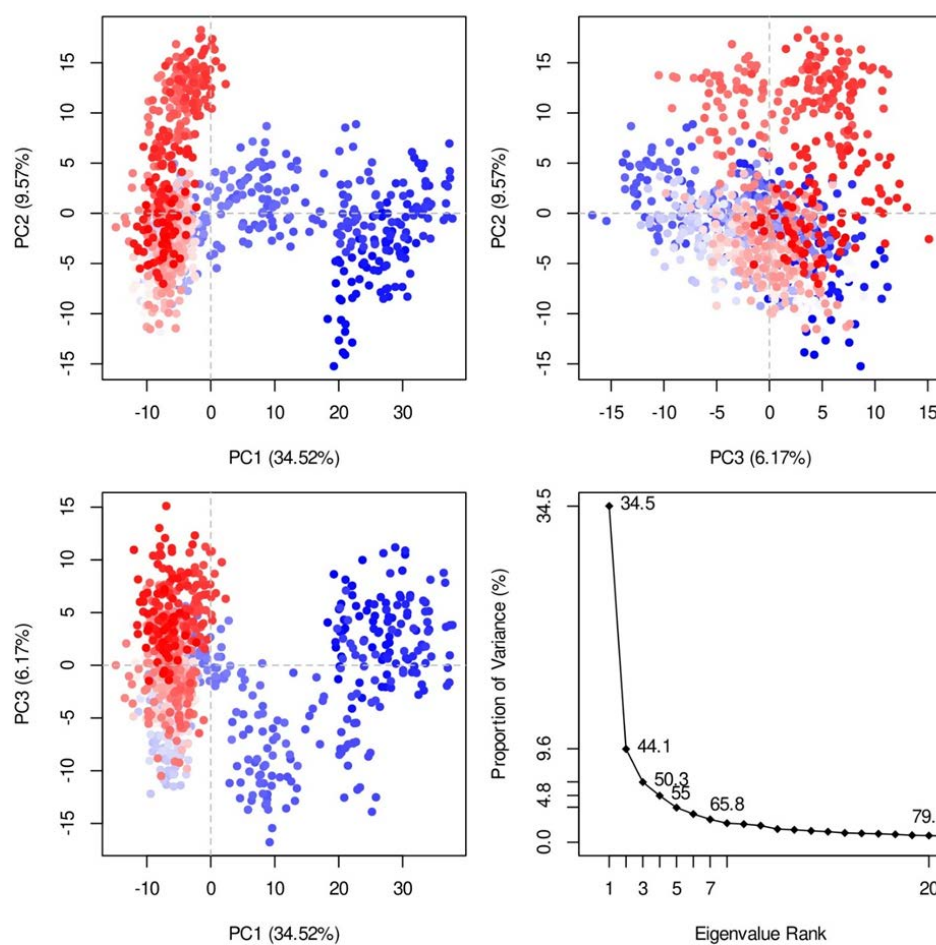 15
10
5
0
-5
-10
-15
PC2 (9.57%)
-10 0 10 20 30
PC1 (34.52%)
15
10
5
0
-5
-10
-15
PC2 (9.57%)
-15 -5 0 5 10 15
PC3 (6.17%)
15
10
5
0
-5
-10
-15
PC3 (6.17%)
-10 0 10 20 30
PC1 (34.52%)
34.5
9.6
4.8
0.0
Proportion of Variance (%)
34.5
44.1
50.3
55
65.8
79.
1 3 5 7 20
Eigenvalue Rank